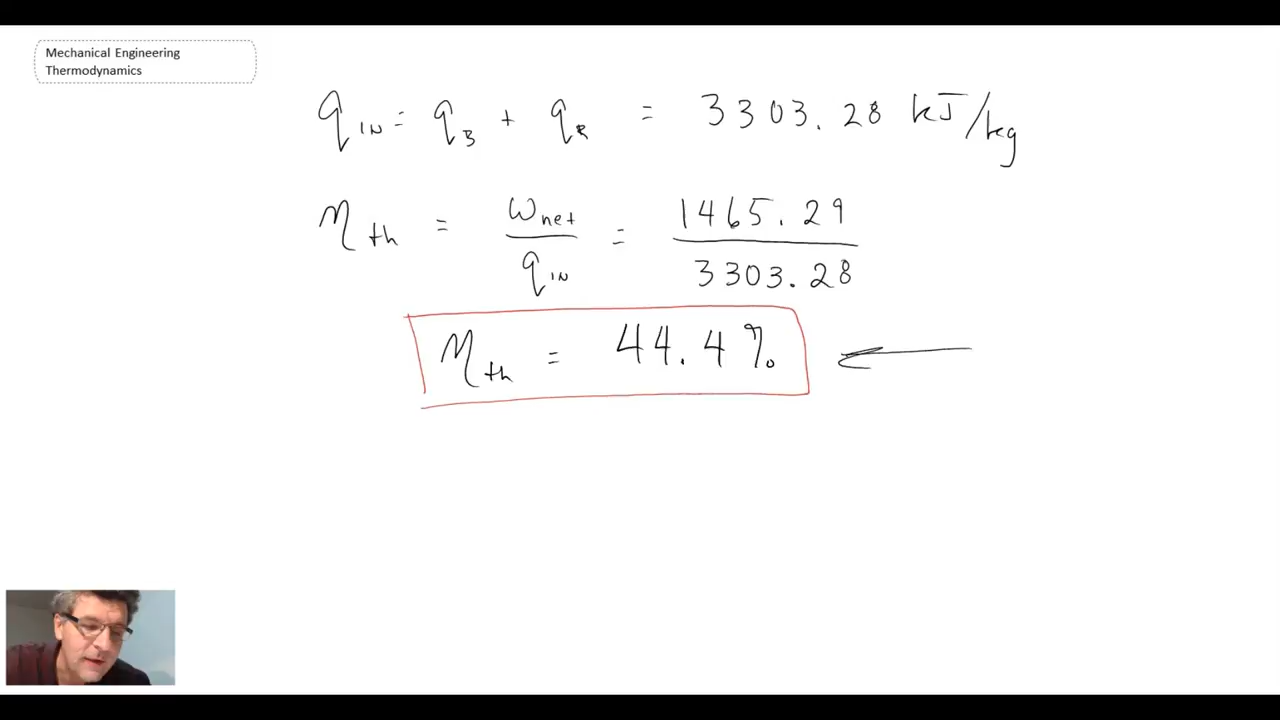 Mechanical Engineering
Thermodynamics
q_IN = q_B + q_R = 3303.28 kJ/kg
η_th = w_net / q_IN = 1465.29 / 3303.28
η_th = 44.4%